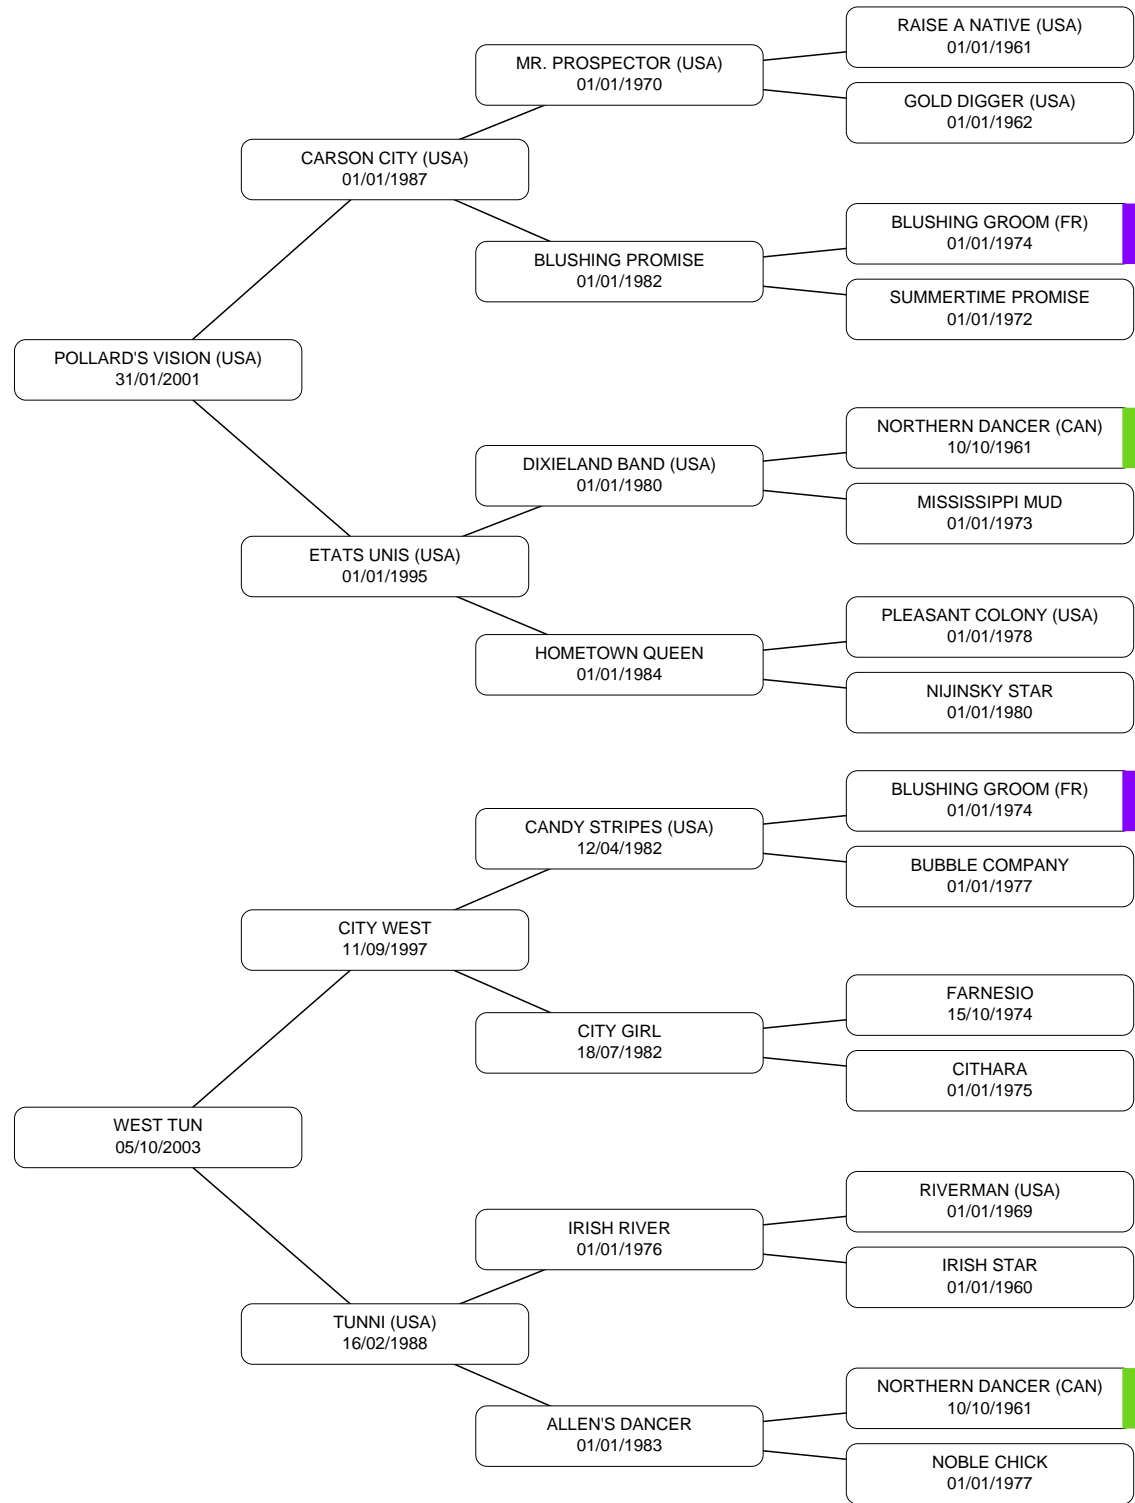 RAISE A NATIVE (USA)
01/01/1961
MR. PROSPECTOR (USA)
01/01/1970
GOLD DIGGER (USA)
01/01/1962
CARSON CITY (USA)
01/01/1987
BLUSHING GROOM (FR)
01/01/1974
BLUSHING PROMISE
01/01/1982
SUMMERTIME PROMISE
01/01/1972
POLLARD'S VISION (USA)
31/01/2001
NORTHERN DANCER (CAN)
10/10/1961
DIXIELAND BAND (USA)
01/01/1980
MISSISSIPPI MUD
01/01/1973
ETATS UNIS (USA)
01/01/1995
PLEASANT COLONY (USA)
01/01/1978
HOMETOWN QUEEN
01/01/1984
NIJINSKY STAR
01/01/1980
BLUSHING GROOM (FR)
01/01/1974
CANDY STRIPES (USA)
12/04/1982
BUBBLE COMPANY
01/01/1977
CITY WEST
11/09/1997
FARNESIO
15/10/1974
CITY GIRL
18/07/1982
CITHARA
01/01/1975
WEST TUN
05/10/2003
RIVERMAN (USA)
01/01/1969
IRISH RIVER
01/01/1976
IRISH STAR
01/01/1960
TUNNI (USA)
16/02/1988
NORTHERN DANCER (CAN)
10/10/1961
ALLEN'S DANCER
01/01/1983
NOBLE CHICK
01/01/1977